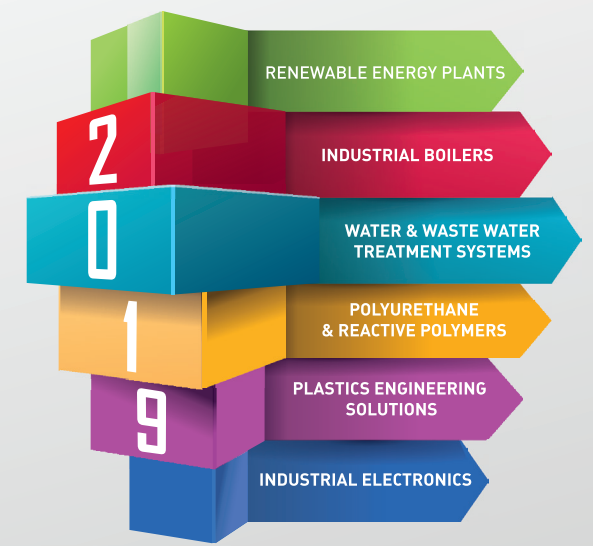 RENEWABLE ENERGY PLANTS
2
INDUSTRIAL BOILERS
0
WATER & WASTE WATER
TREATMENT SYSTEMS
1
POLYURETHANE
& REACTIVE POLYMERS
9
PLASTICS ENGINEERING
SOLUTIONS
INDUSTRIAL ELECTRONICS